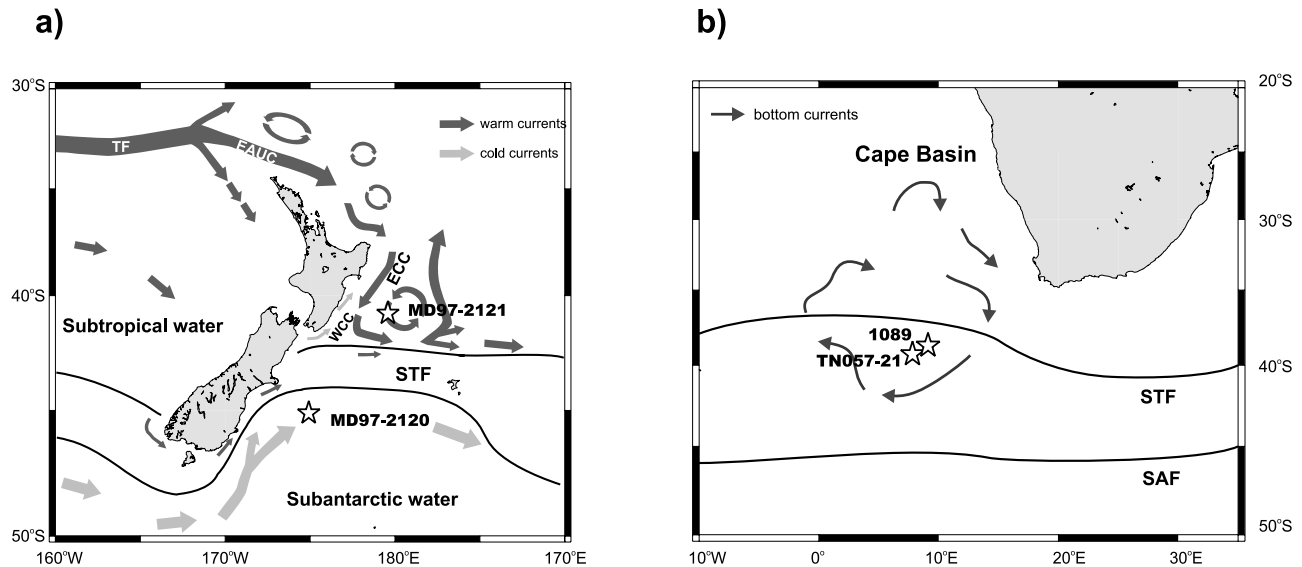 a)
30°S
40°S
50°S
160°W
170°W
180°W
170°E
TF
EAUC
warm currents
cold currents
ECC
MD97-2121
WCC
Subtropical water
STF
MD97-2120
Subantarctic water
b)
20°S
30°S
40°S
50°S
10°W
0°
10°E
20°E
30°E
bottom currents
Cape Basin
1089
TN057-21
STF
SAF